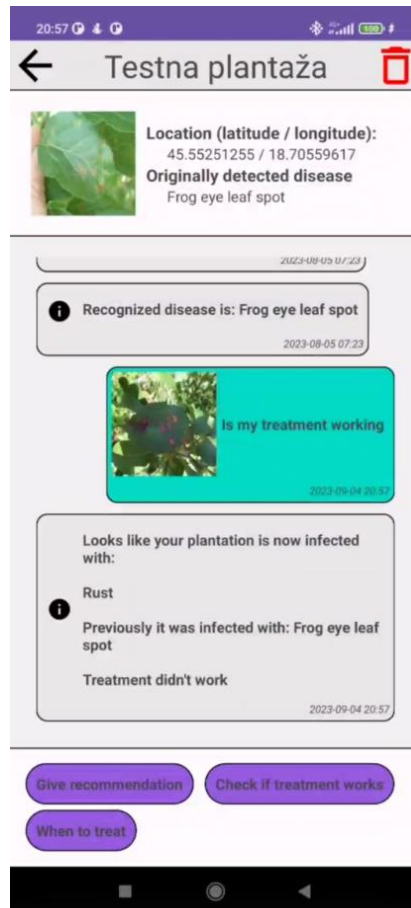 20:57
100
Testna plantaža
Location (latitude / longitude):
45.55251255 / 18.70559617
Originally detected disease
Frog eye leaf spot
2023-08-05 07:23
Recognized disease is: Frog eye leaf spot
2023-08-05 07:23
Is my treatment working
2023-09-04 20:57
Looks like your plantation is now infected
with:
Rust
Previously it was infected with: Frog eye leaf
spot
Treatment didn't work
2023-09-04 20:57
Give recommendation
Check if treatment works
When to treat